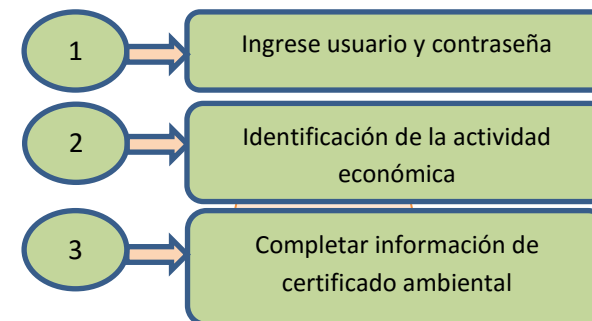 1
Ingrese usuario y contraseña
2
Identificación de la actividad
económica
3
Completar información de
certificado ambiental